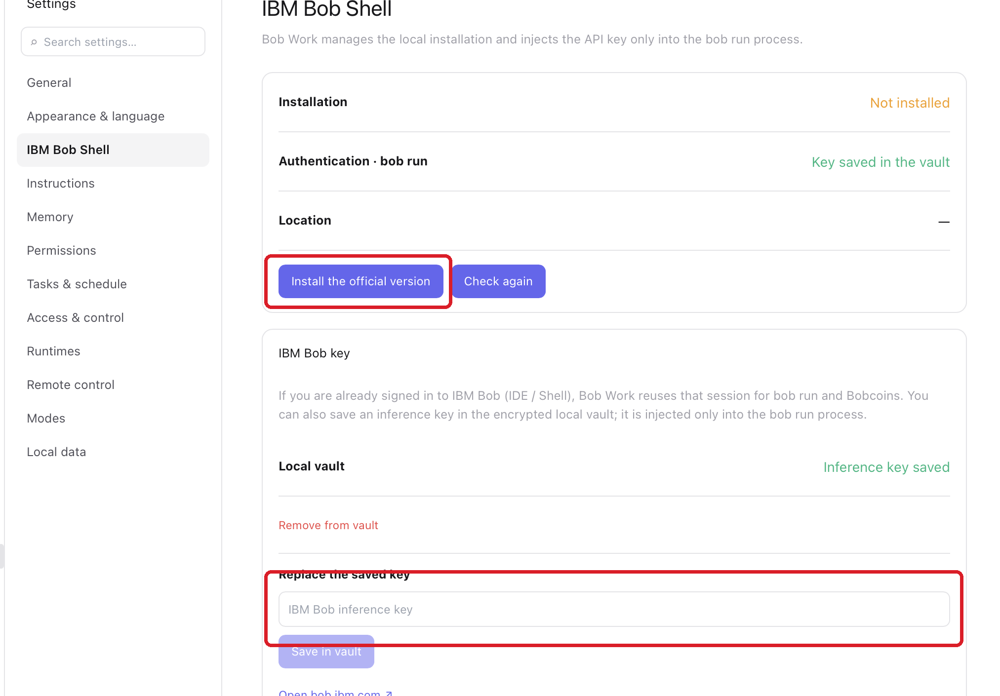 Settings
Search settings...
General
Appearance & language
IBM Bob Shell
Instructions
Memory
Permissions
Tasks & schedule
Access & control
Runtimes
Remote control
Modes
Local data
IBM Bob Shell
Bob Work manages the local installation and injects the API key only into the bob run process.
Installation
Not installed
Authentication · bob run
Key saved in the vault
Location
—
Install the official version
Check again
IBM Bob key
If you are already signed in to IBM Bob (IDE / Shell), Bob Work reuses that session for bob run and Bobcoins. You
can also save an inference key in the encrypted local vault; it is injected only into the bob run process.
Local vault
Inference key saved
Remove from vault
Replace the saved key
IBM Bob inference key
Save in vault
Open bob.ibm.com ↗